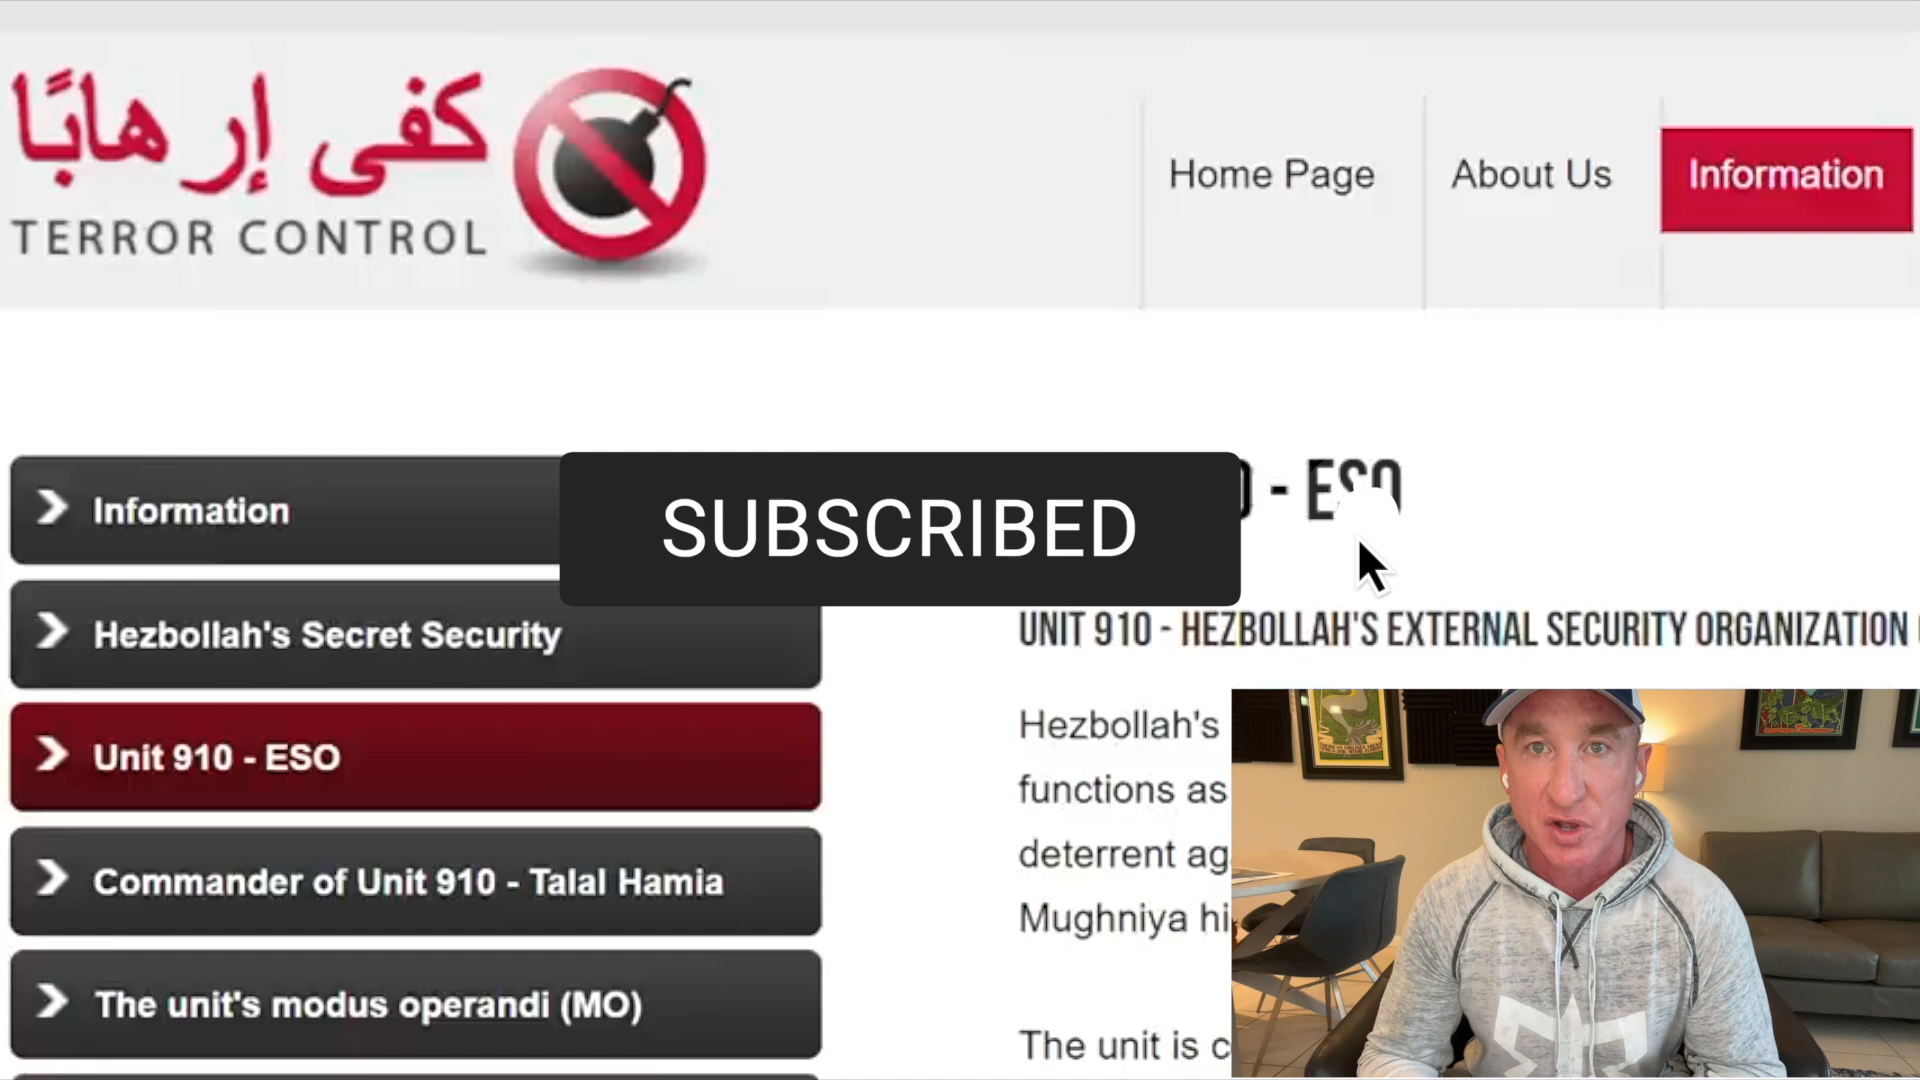 كفى إرهابًا
TERROR CONTROL
Home Page
About Us
Information
Information
Hezbollah's Secret Security
Unit 910 - ESO
Commander of Unit 910 - Talal Hamia
The unit's modus operandi (MO)
SUBSCRIBED
- ESO
UNIT 910 - HEZBOLLAH'S EXTERNAL SECURITY ORGANIZATION
Hezbollah's
functions as
deterrent
Mughniya
The unit is